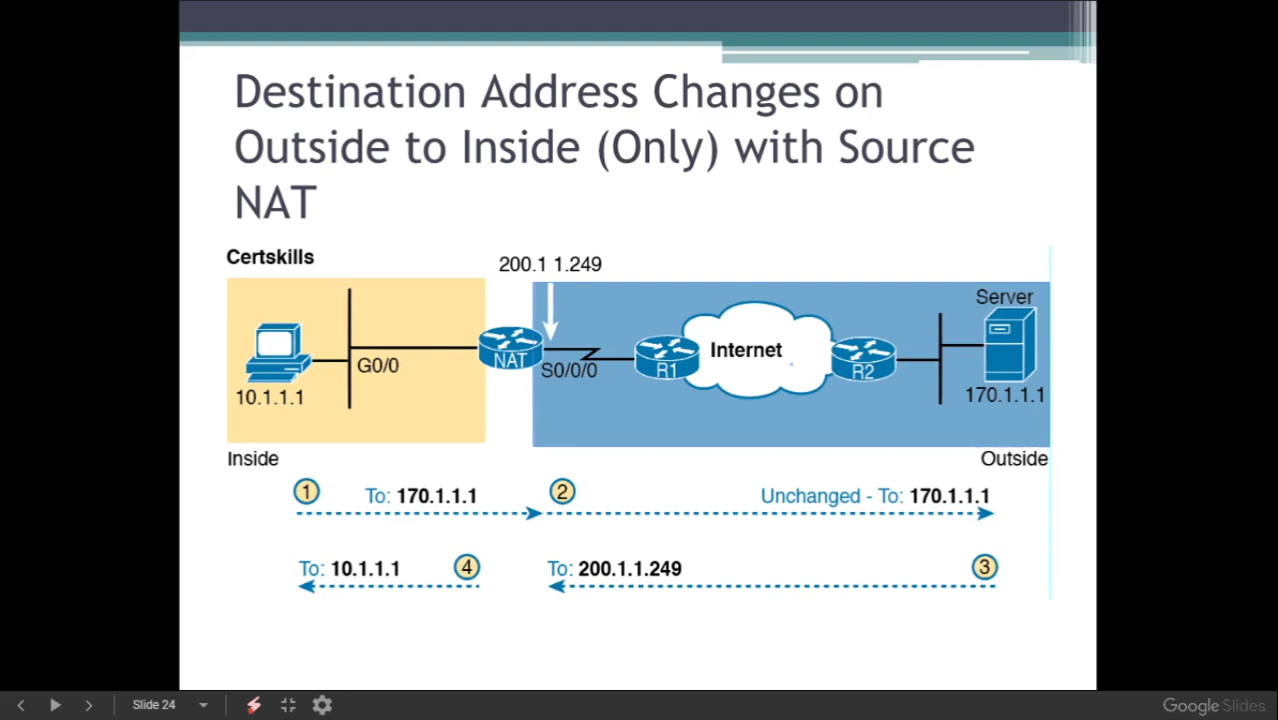 Destination Address Changes on
Outside to Inside (Only) with Source
NAT
Certskills
200.1 1.249
Server
Internet
NAT
G0/0
S0/0/0
R1
R2
10.1.1.1
170.1.1.1
Inside
Outside
1 To: 170.1.1.1 2 Unchanged - To: 170.1.1.1
To: 10.1.1.1 4 To: 200.1.1.249 3
Slide 24
Google Slides